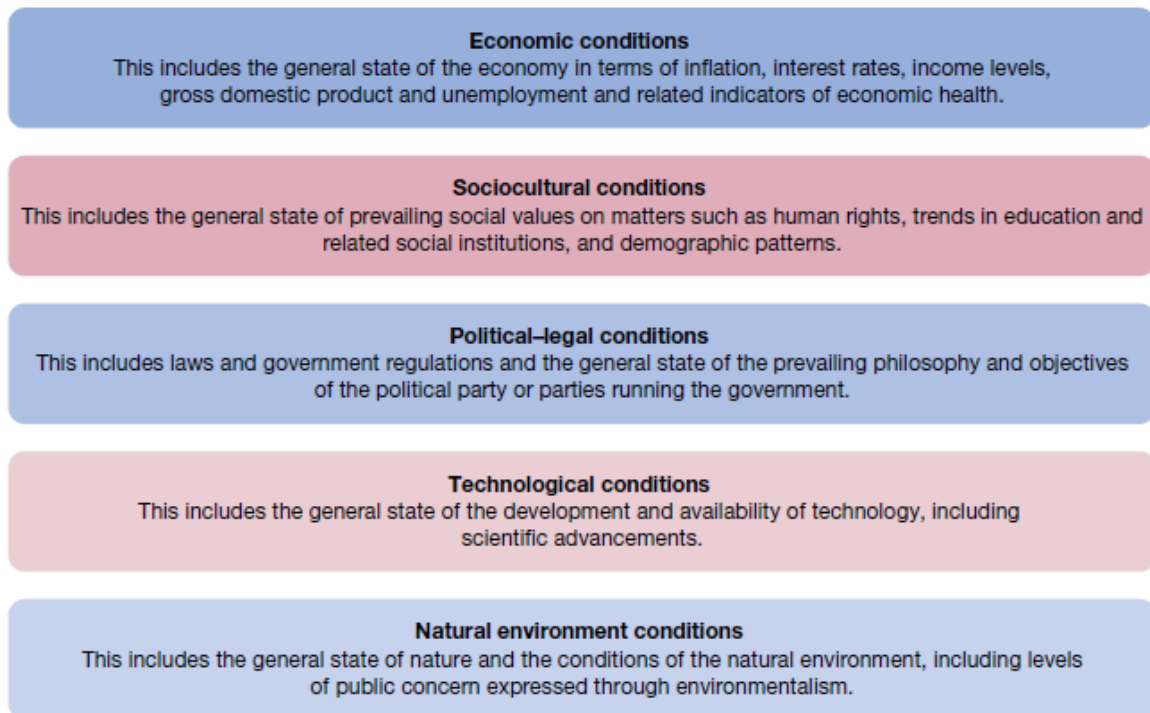 Economic conditions
This includes the general state of the economy in terms of inflation, interest rates, income levels,
gross domestic product and unemployment and related indicators of economic health.
Sociocultural conditions
This includes the general state of prevailing social values on matters such as human rights, trends in education and
related social institutions, and demographic patterns.
Political–legal conditions
This includes laws and government regulations and the general state of the prevailing philosophy and objectives
of the political party or parties running the government.
Technological conditions
This includes the general state of the development and availability of technology, including
scientific advancements.
Natural environment conditions
This includes the general state of nature and the conditions of the natural environment, including levels
of public concern expressed through environmentalism.